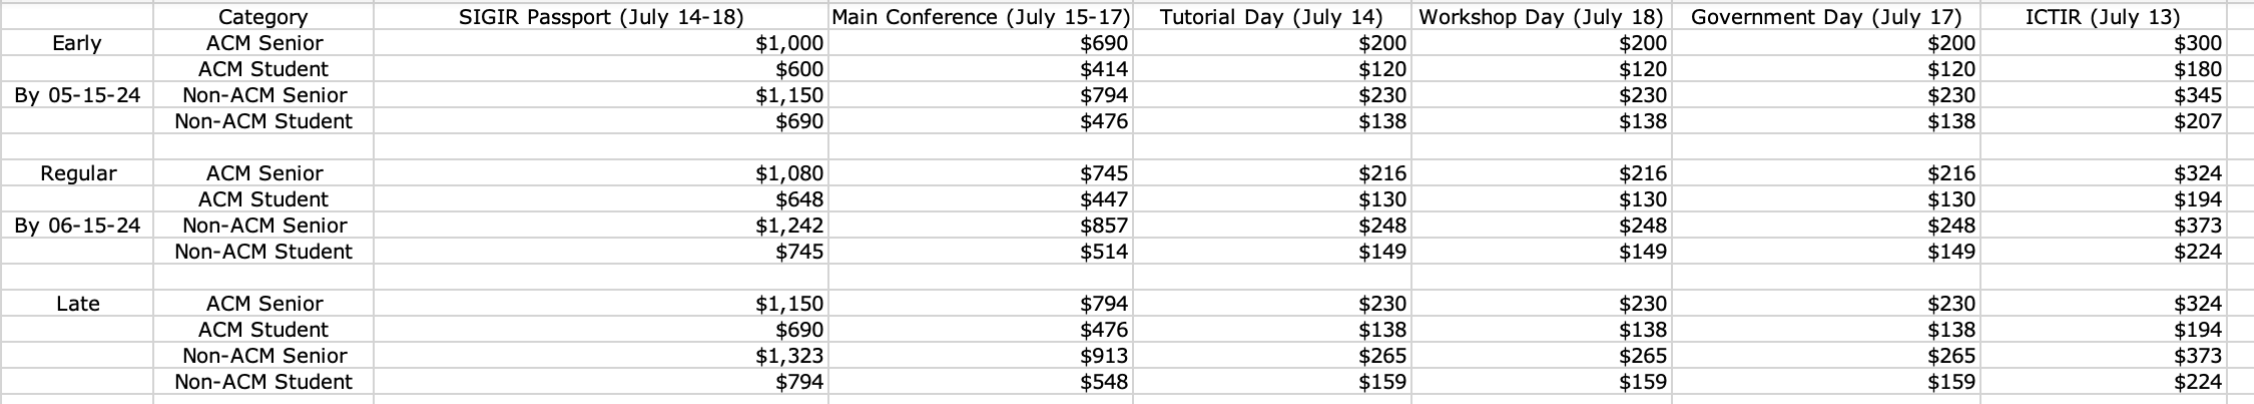 Category SIGIR Passport (July 14-18) Main Conference (July 15-17) Tutorial Day (July 14) Workshop Day (July 18) Government Day (July 17) ICTIR (July 13)
Early ACM Senior $1,000 $690 $200 $200 $200 $300
ACM Student $600 $414 $120 $120 $120 $180
By 05-15-24 Non-ACM Senior $1,150 $794 $230 $230 $230 $345
Non-ACM Student $690 $476 $138 $138 $138 $207
Regular ACM Senior $1,080 $745 $216 $216 $216 $324
ACM Student $648 $447 $130 $130 $130 $194
By 06-15-24 Non-ACM Senior $1,242 $857 $248 $248 $248 $373
Non-ACM Student $745 $514 $149 $149 $149 $224
Late ACM Senior $1,150 $794 $230 $230 $230 $324
ACM Student $690 $476 $138 $138 $138 $194
Non-ACM Senior $1,323 $913 $265 $265 $265 $373
Non-ACM Student $794 $548 $159 $159 $159 $224